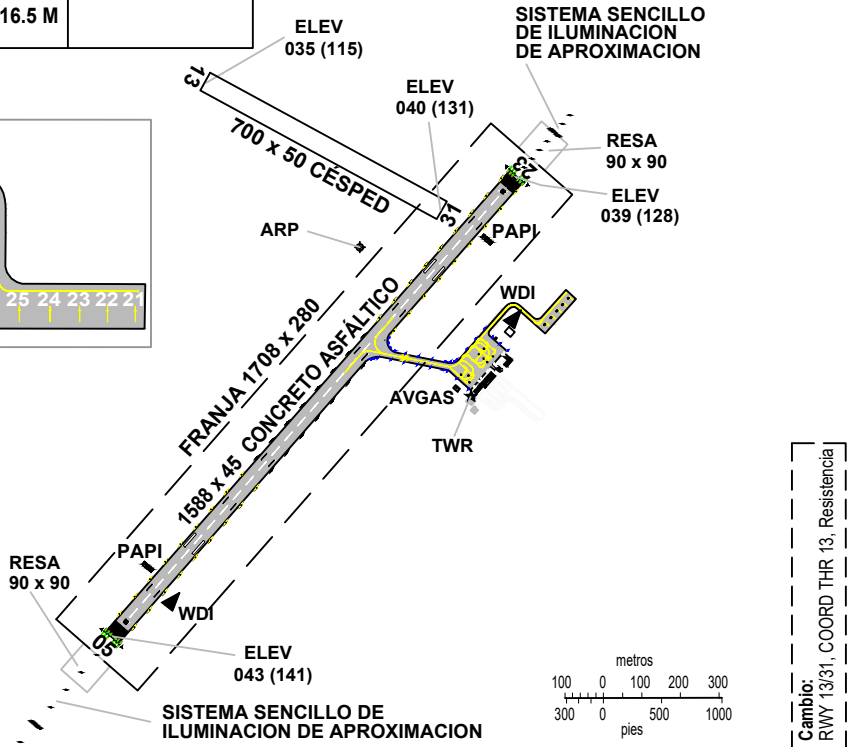 16.5 M
SISTEMA SENCILLO
DE ILUMINACION
DE APROXIMACION
ELEV
035 (115)
13
ELEV
040 (131)
700 x 50 CÉSPED
RESA
90 x 90
23
ELEV
039 (128)
31
ARP
PAPI
WDI
25 24 23 22 21
FRANJA 1708 x 280
1588 x 45 CONCRETO ASFÁLTICO
AVGAS
TWR
PAPI
RESA
90 x 90
WDI
05
ELEV
043 (141)
SISTEMA SENCILLO DE
ILUMINACION DE APROXIMACION
metros
100 0 100 200 300
300 0 500 1000
pies
Cambio:
RWY 13/31, COORD THR 13, Resistencia